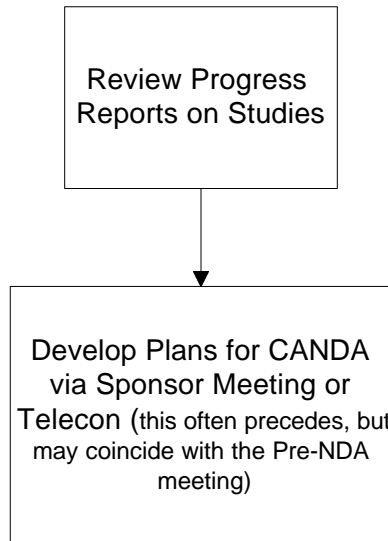 Review Progress
Reports on Studies
Develop Plans for CANDA
via Sponsor Meeting or
Telecon (this often precedes, but
may coincide with the Pre-NDA
meeting)